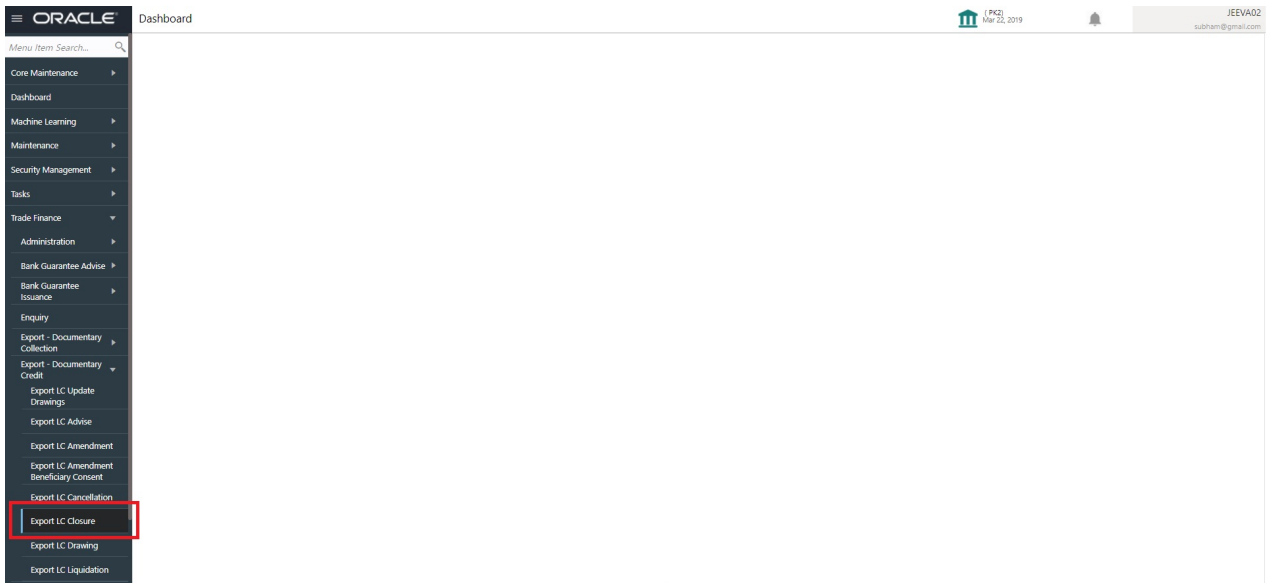 ORACLE
Dashboard
( PK2)
Mar 22, 2019
JEEVA02
subham@gmail.com
Menu Item Search...
Core Maintenance
Dashboard
Machine Learning
Maintenance
Security Management
Tasks
Trade Finance
Administration
Bank Guarantee Advise
Bank Guarantee
Issuance
Enquiry
Export - Documentary
Collection
Export - Documentary
Credit
Export LC Update
Drawings
Export LC Advise
Export LC Amendment
Export LC Amendment
Beneficiary Consent
Export LC Cancellation
Export LC Closure
Export LC Drawing
Export LC Liquidation